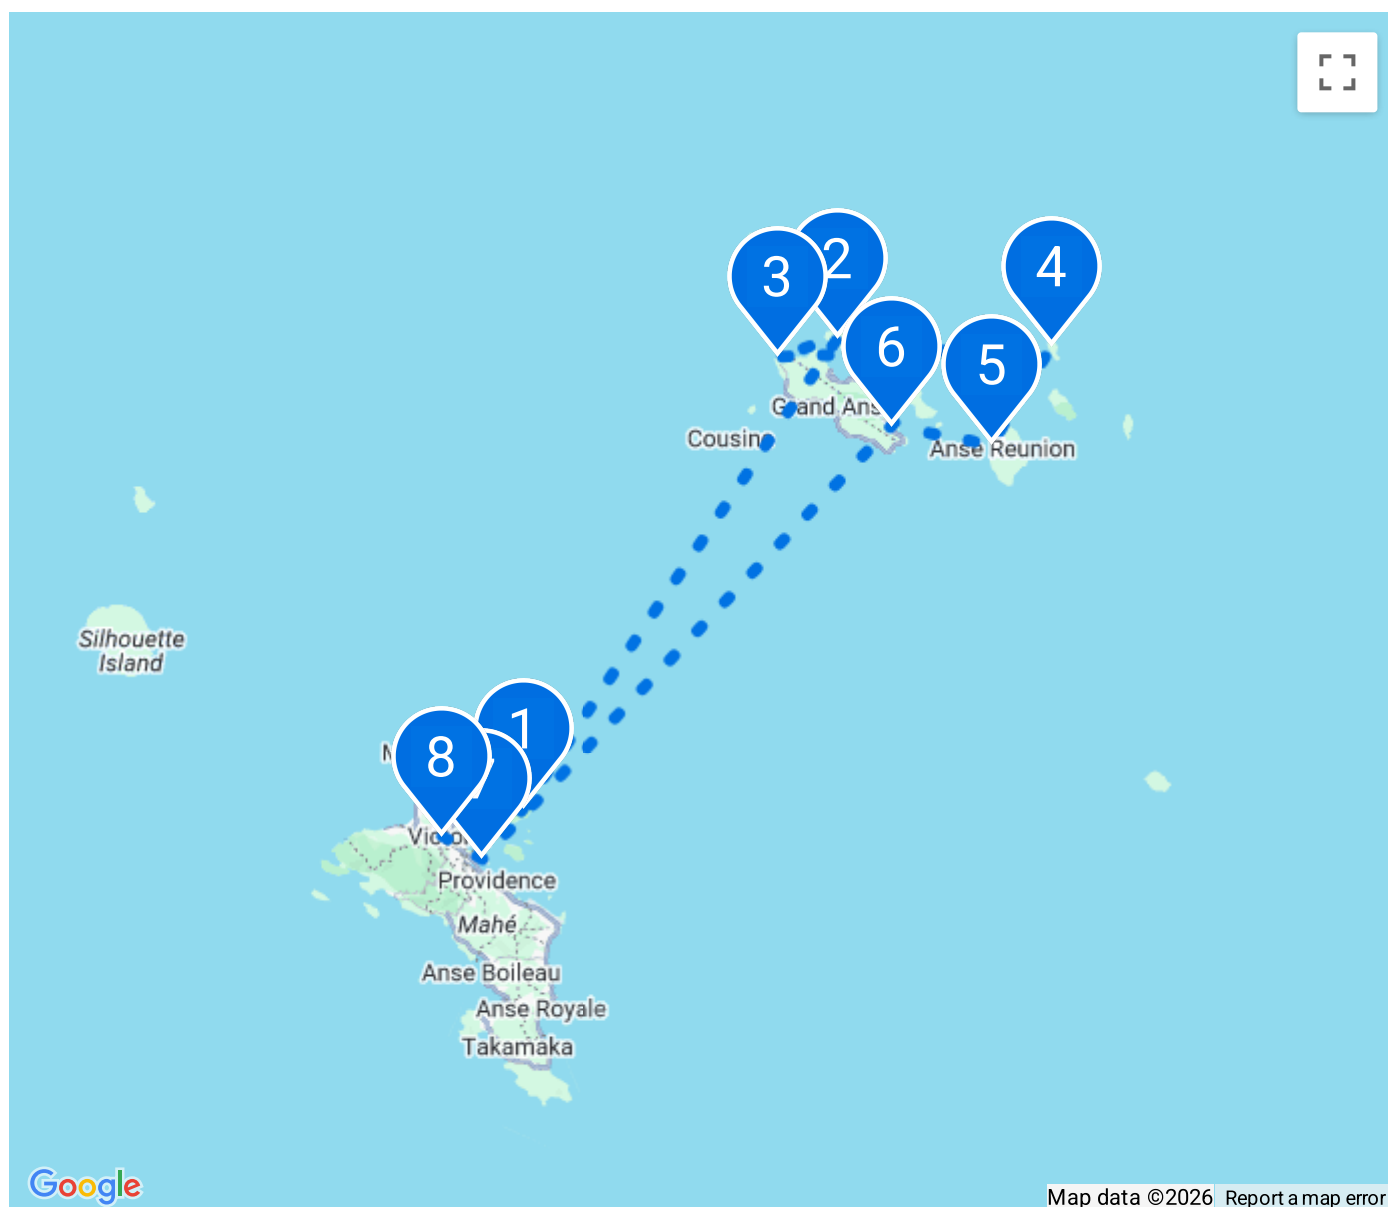 2
3
4
6
5
Grand Ans
Cousin
Anse Reunion
Silhouette
Island
1
8
7
Providence
Mahé
Anse Boileau
Anse Royale
Takamaka
Google
Map data ©2026
Report a map error